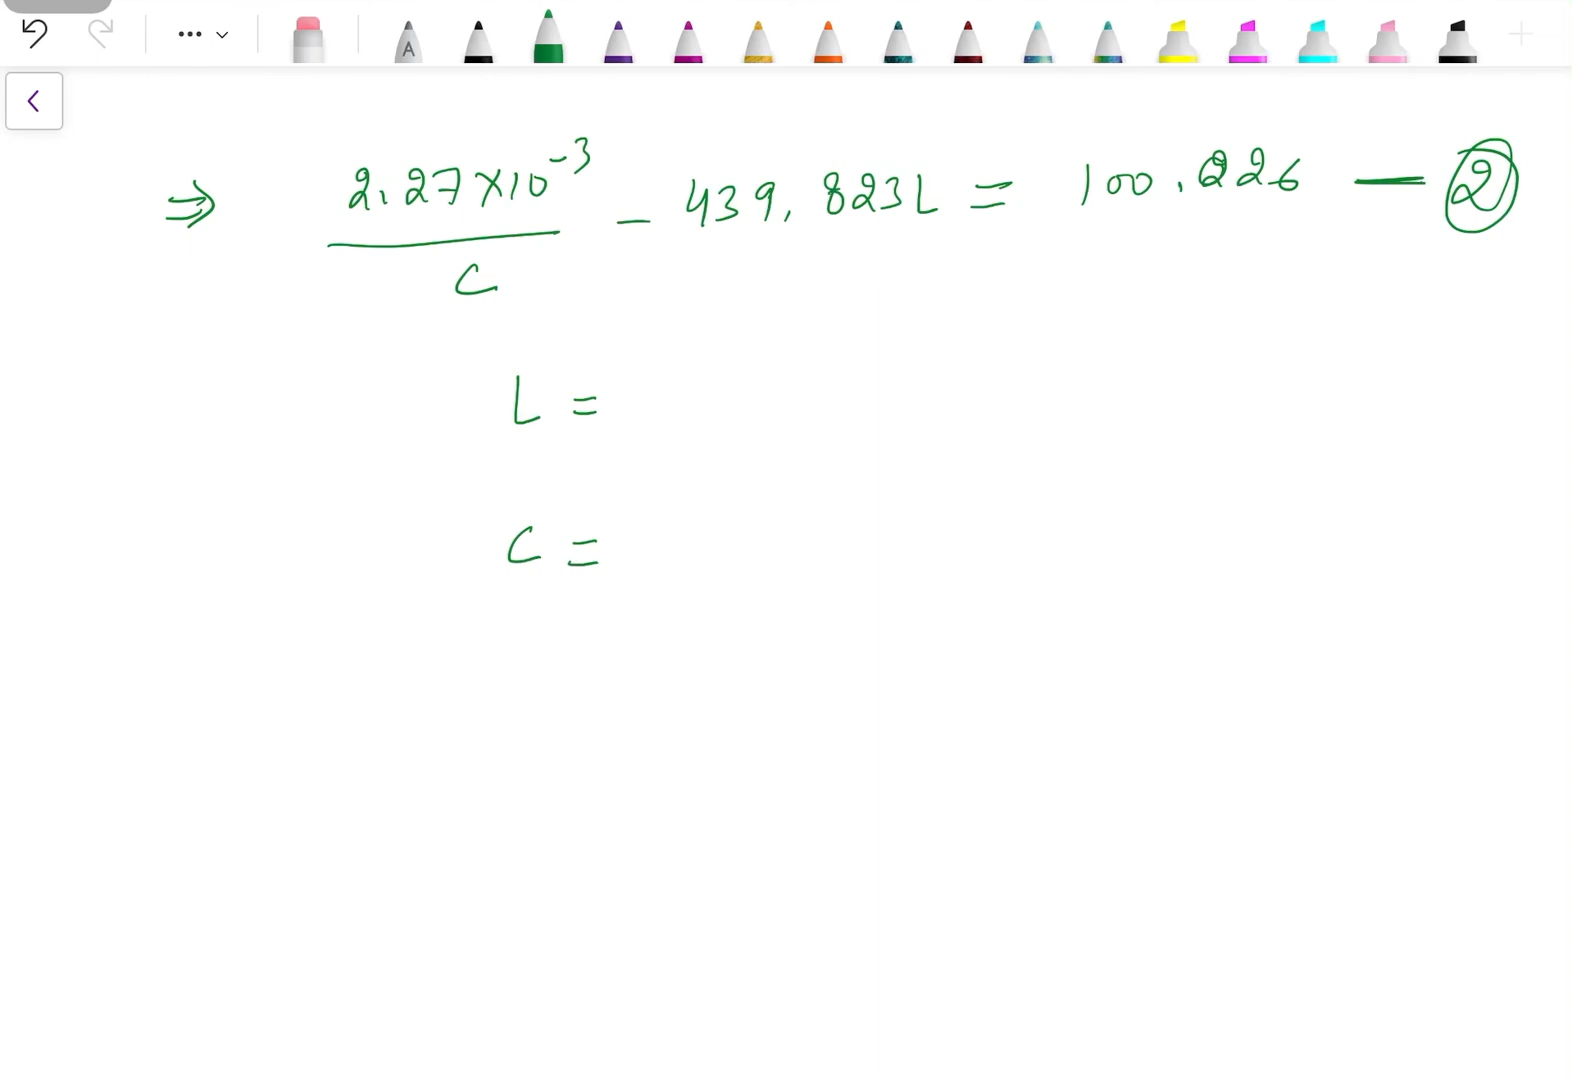 A
⇒ 2.27×10⁻³/C - 439.823L = 100.226 — ②
L =
C =